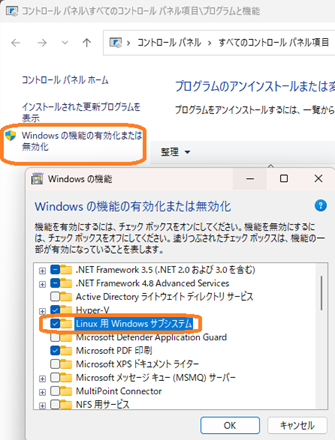 コントロール パネル\すべてのコントロール パネル項目\プログラムと機能
コントロール パネル
すべてのコントロール パネル項目
コントロール パネル ホーム
インストールされた更新プログラムを
表示
Windows の機能の有効化または
無効化
プログラムのアンインストールまたは変
プログラムをアンインストールするには、一覧から
整理
Windows の機能
Windows の機能の有効化または無効化
機能を有効にするには、チェック ボックスをオンにしてください。機能を無効にするに
は、チェック ボックスをオフにしてください。塗りつぶされたチェック ボックスは、機能の一
部が有効になっていることを表します。
.NET Framework 3.5 (.NET 2.0 および 3.0 を含む)
.NET Framework 4.8 Advanced Services
Active Directory ライトウェイト ディレクトリ サービス
Hyper-V
Linux 用 Windows サブシステム
Microsoft Defender Application Guard
Microsoft PDF 印刷
Microsoft XPS ドキュメント ライター
Microsoft メッセージ キュー (MSMQ) サーバー
MultiPoint Connector
NFS 用サービス
OK
キャンセル